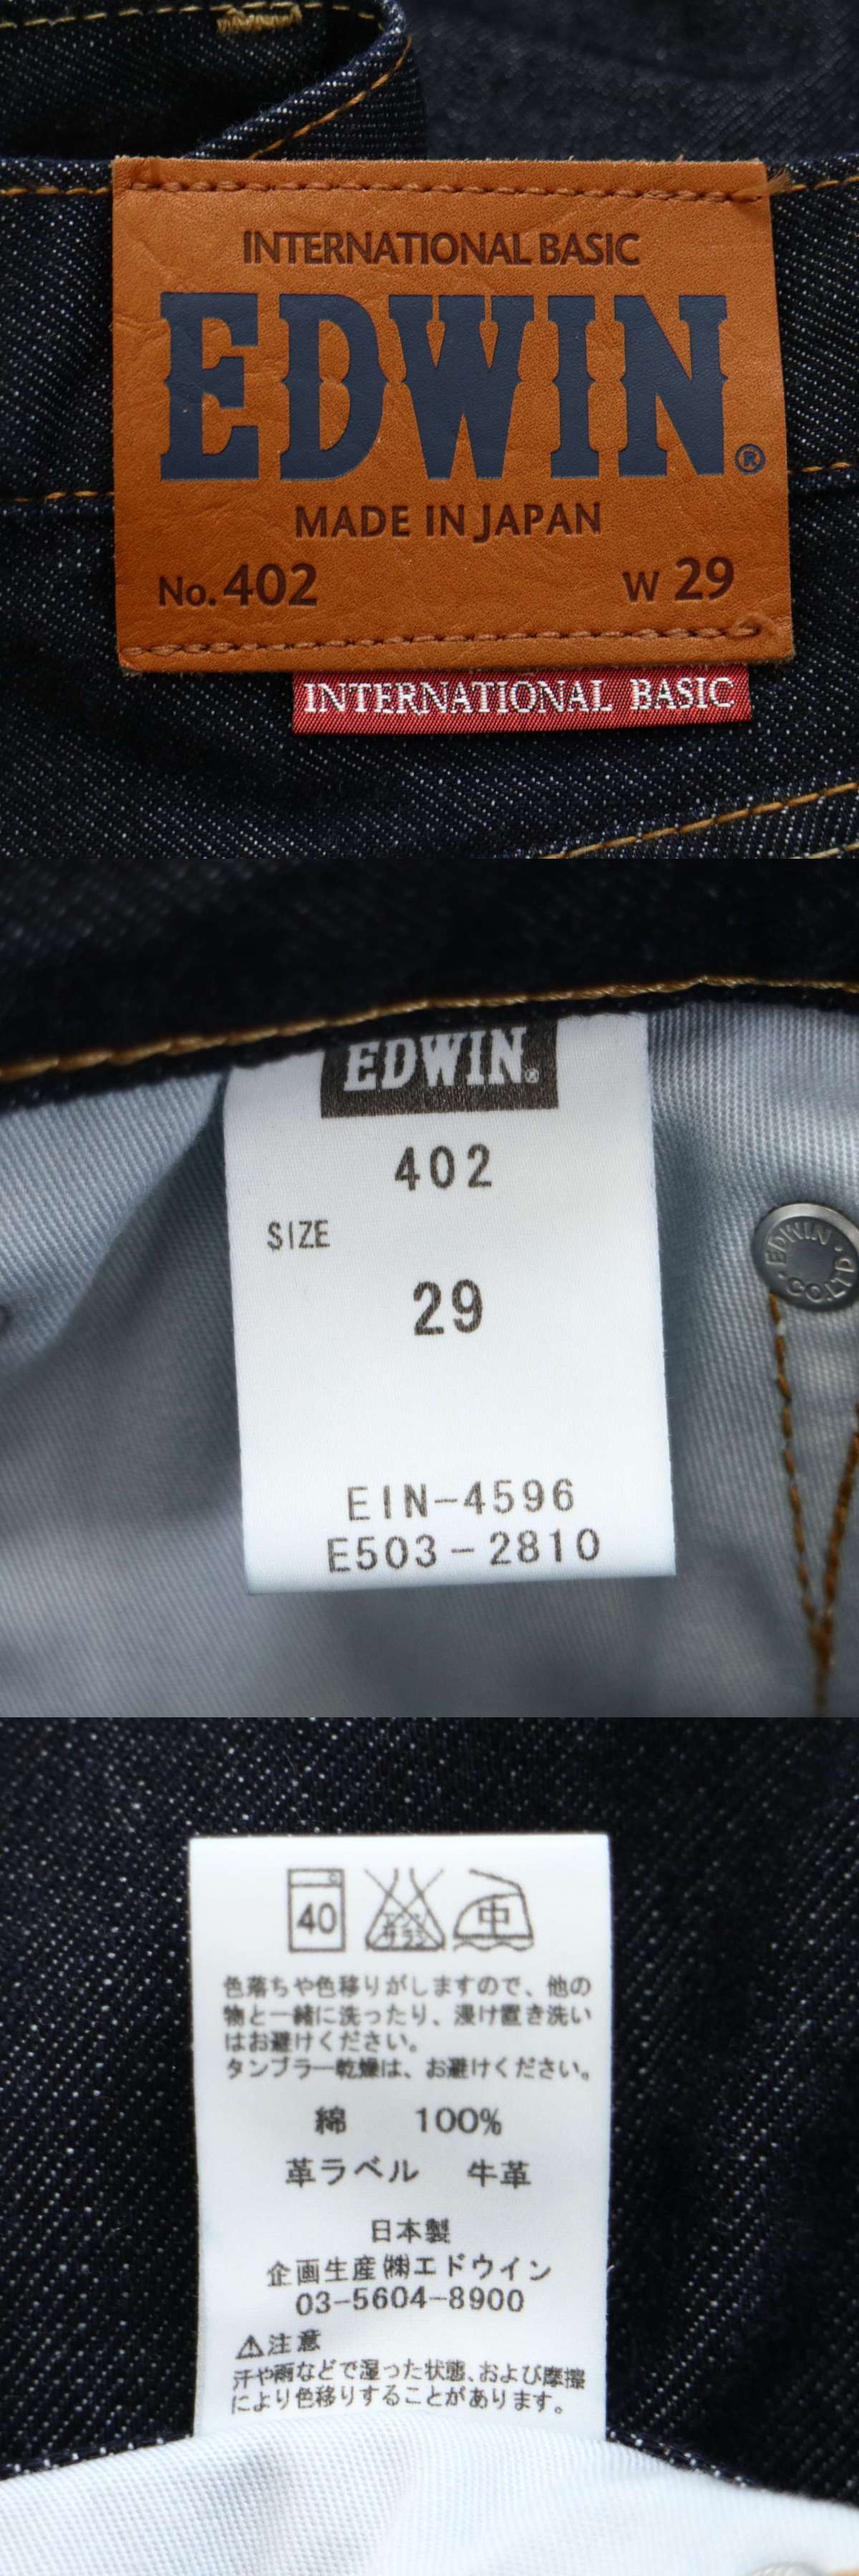 INTERNATIONAL BASIC
EDWIN®
MADE IN JAPAN
No. 402 W 29
INTERNATIONAL BASIC
EDWIN®
402
SIZE
29
EDWIN CO LTD
EIN-4596
E503-2810
40 サラシ 中
色落ちや色移りがしますので、他の
物と一緒に洗ったり、浸け置き洗い
はお避けください。
タンブラー乾燥は、お避けください。
綿 100%
革ラベル 牛革
日本製
企画生産㈱エドウイン
03-5604-8900
⚠注意
汗や雨などで湿った状態、および摩擦
により色移りすることがあります。